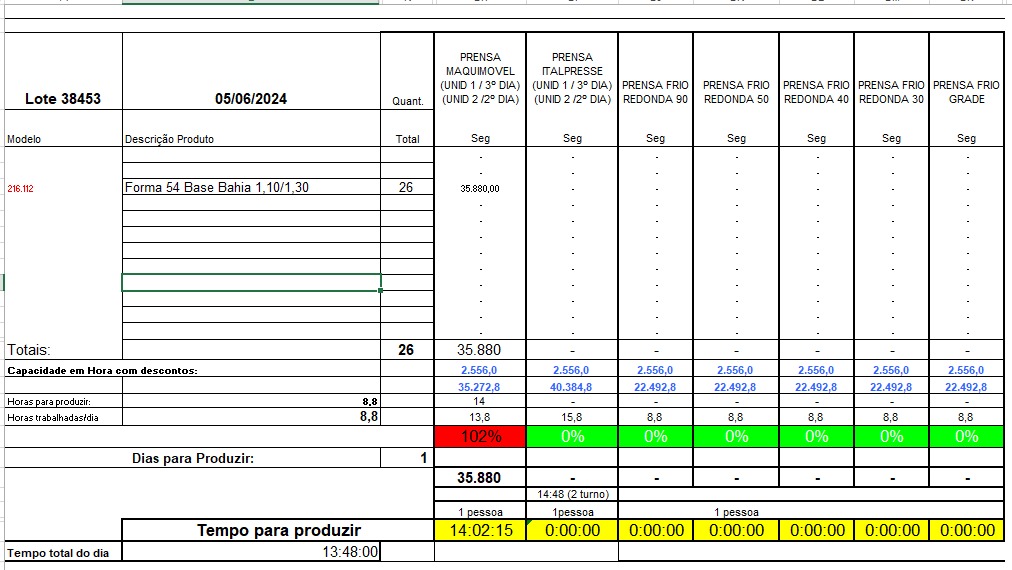 PRENSA MAQUIMOVEL (UNID 1 / 3º DIA) (UNID 2 /2º DIA)
PRENSA ITALPRESSE (UNID 1 / 3º DIA) (UNID 2 /2º DIA)
PRENSA FRIO REDONDA 90
PRENSA FRIO REDONDA 50
PRENSA FRIO REDONDA 40
PRENSA FRIO REDONDA 30
PRENSA FRIO GRADE
Lote 38453 05/06/2024 Quant.
Modelo Descrição Produto Total Seg Seg Seg Seg Seg Seg Seg
- - - - - - -
- - - - - - -
216.112 Forma 54 Base Bahia 1,10/1,30 26 35.880,00 - - - - - -
- - - - - - -
- - - - - - -
- - - - - - -
- - - - - - -
- - - - - - -
- - - - - - -
- - - - - - -
- - - - - - -
- - - - - - -
Totais: 26 35.880 - - - - - -
Capacidade em Hora com descontos: 2.556,0 2.556,0 2.556,0 2.556,0 2.556,0 2.556,0 2.556,0
35.272,8 40.384,8 22.492,8 22.492,8 22.492,8 22.492,8 22.492,8
Horas para produzir: 8,8 14 - - - - - -
Horas trabalhadas/dia 8,8 13,8 15,8 8,8 8,8 8,8 8,8 8,8
102% 0% 0% 0% 0% 0% 0%
Dias para Produzir: 1
35.880 - - - - - -
14:48 (2 turno)
1 pessoa 1pessoa 1 pessoa
Tempo para produzir 14:02:15 0:00:00 0:00:00 0:00:00 0:00:00 0:00:00 0:00:00
Tempo total do dia 13:48:00